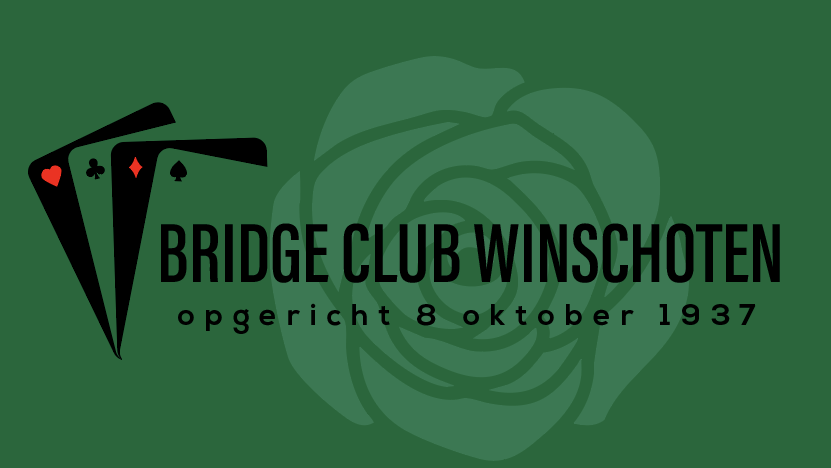 BRIDGE CLUB WINSCHOTEN
opgericht 8 oktober 1937